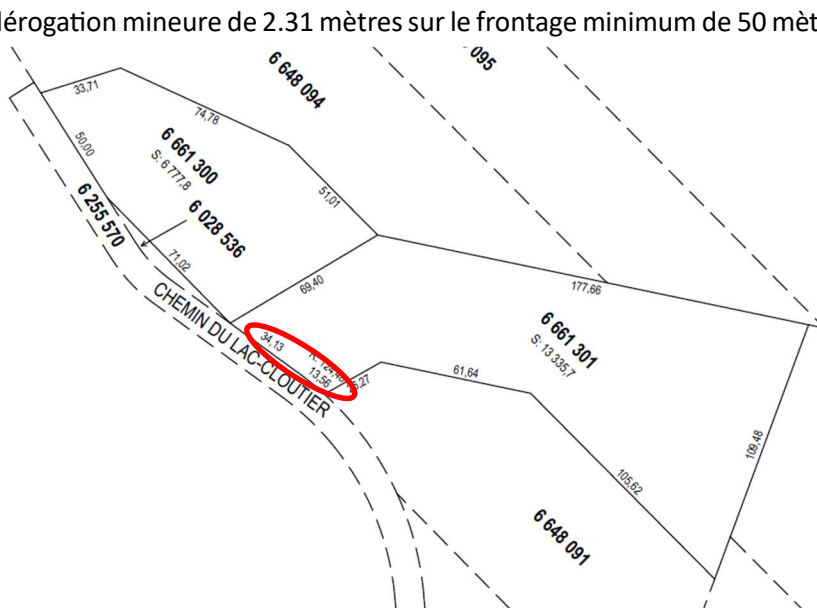 dérogation mineure de 2.31 mètres sur le frontage minimum de 50 mèt
095
6 648 094
33,71
74,78
50,00
6 661 300
S: 6 777,8
51,01
6 255 570
6 028 536
71,02
69,40
177,66
CHEMIN DU LAC-CLOUTIER
34,13
13,56
6 661 301
S: 13 335,7
61,64
109,48
105,62
6 648 091